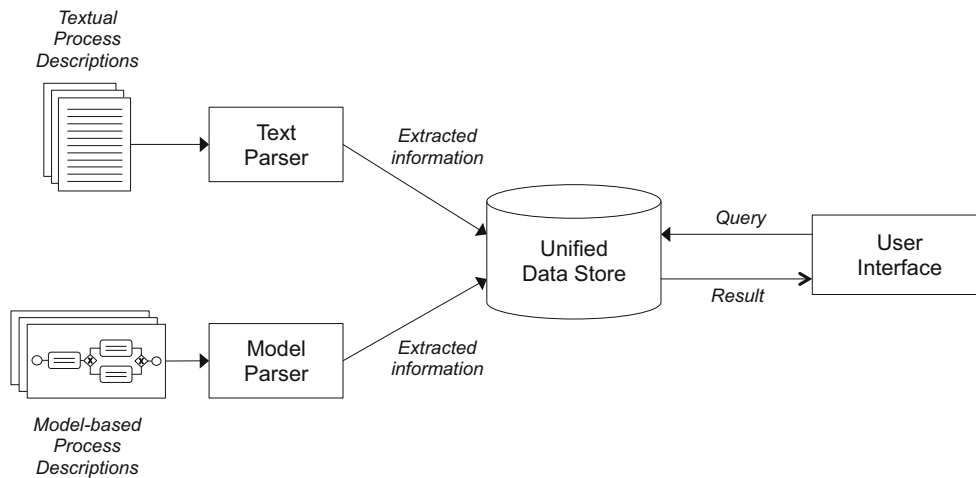 Textual
Process
Descriptions
Text
Parser
Extracted
information
Unified
Data Store
Query
Result
User
Interface
Model
Parser
Extracted
information
Model-based
Process
Descriptions